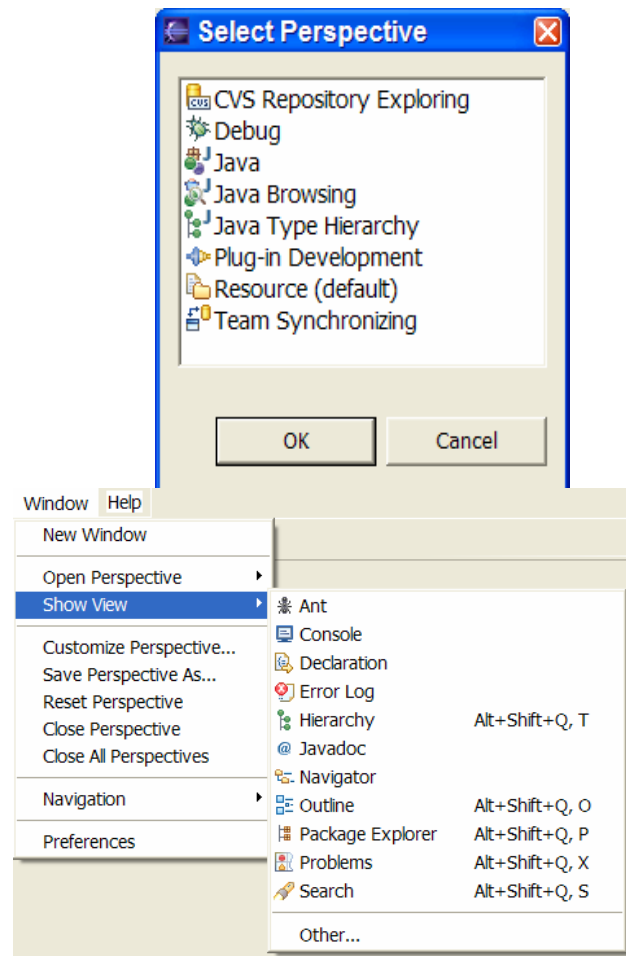 Select Perspective
CVS Repository Exploring
Debug
Java
Java Browsing
Java Type Hierarchy
Plug-in Development
Resource (default)
Team Synchronizing
OK Cancel
Window Help
New Window
Open Perspective
Show View
Customize Perspective...
Save Perspective As...
Reset Perspective
Close Perspective
Close All Perspectives
Navigation
Preferences
Ant
Console
Declaration
Error Log
Hierarchy Alt+Shift+Q, T
@ Javadoc
Navigator
Outline Alt+Shift+Q, O
Package Explorer Alt+Shift+Q, P
Problems Alt+Shift+Q, X
Search Alt+Shift+Q, S
Other...